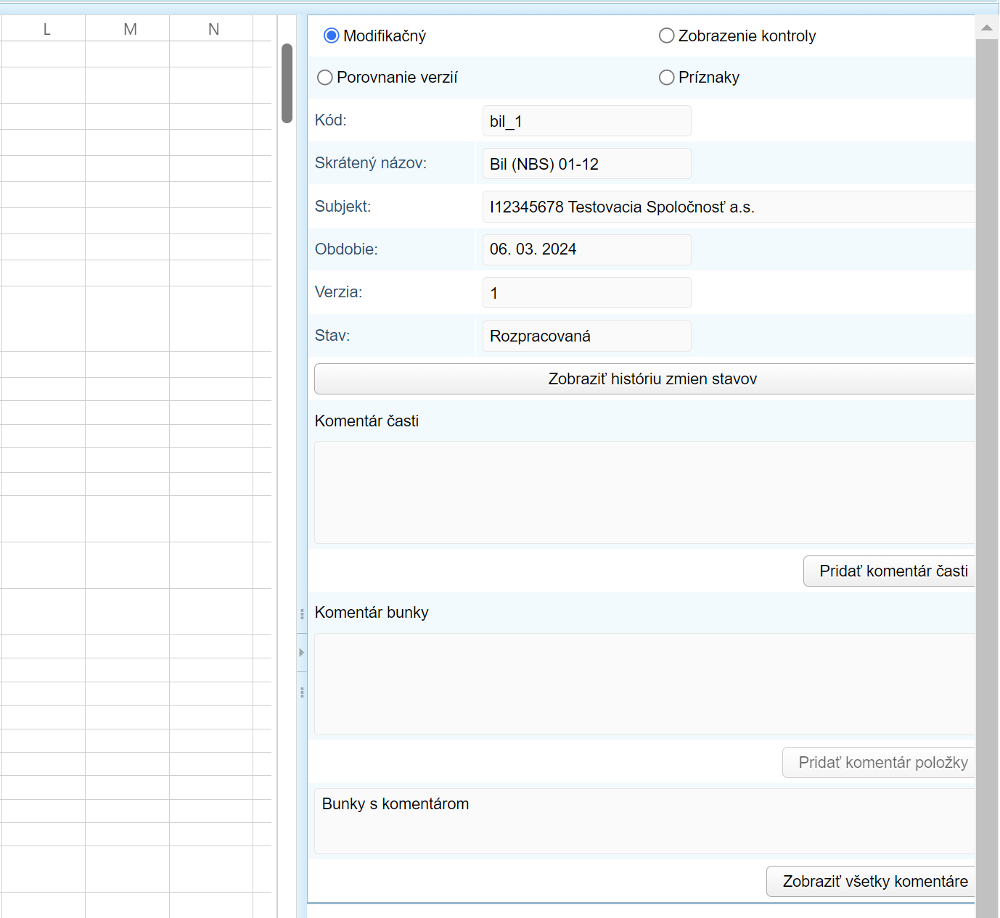 L M N
Modifikačný Zobrazenie kontroly
Porovnanie verzií Príznaky
Kód: bil_1
Skrátený názov: Bil (NBS) 01-12
Subjekt: I12345678 Testovacia Spoločnosť a.s.
Obdobie: 06. 03. 2024
Verzia: 1
Stav: Rozpracovaná
Zobraziť históriu zmien stavov
Komentár časti
Pridať komentár časti
Komentár bunky
Pridať komentár položky
Bunky s komentárom
Zobraziť všetky komentáre